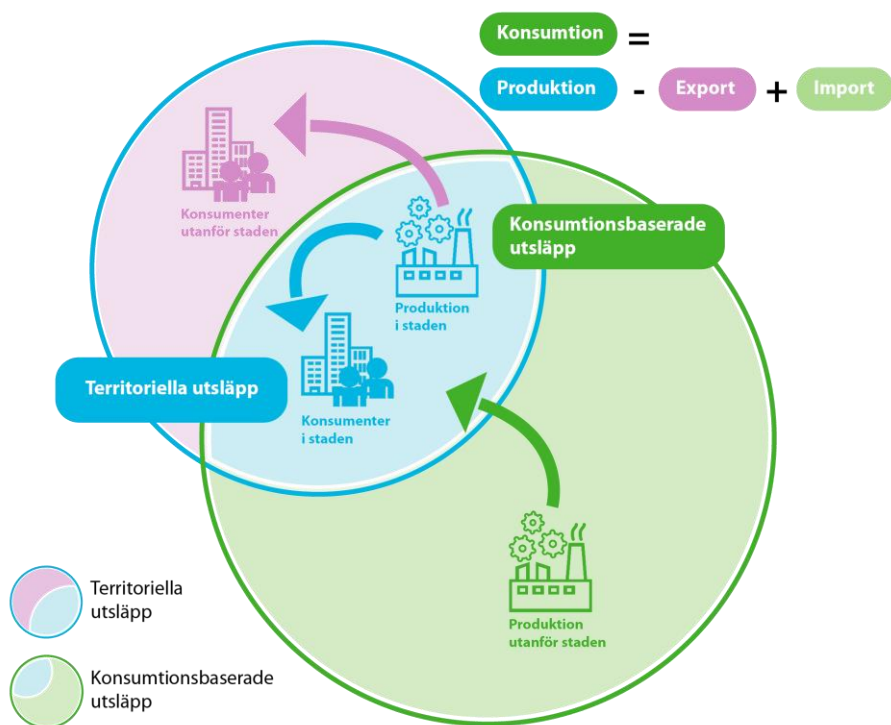 Konsumtion =
Produktion - Export + Import
Konsumenter
utanför staden
Konsumtionsbaserade
utsläpp
Produktion
i staden
Territoriella utsläpp
Konsumenter
i staden
Produktion
utanför staden
Territoriella
utsläpp
Konsumtionsbaserade
utsläpp